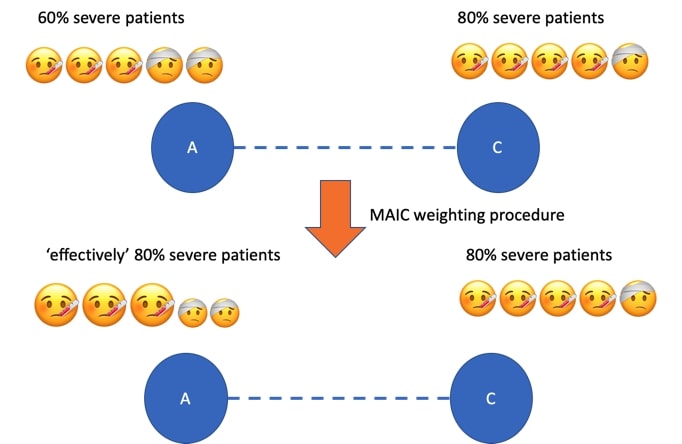 60% severe patients
80% severe patients
A
C
MAIC weighting procedure
‘effectively’ 80% severe patients
80% severe patients
A
C